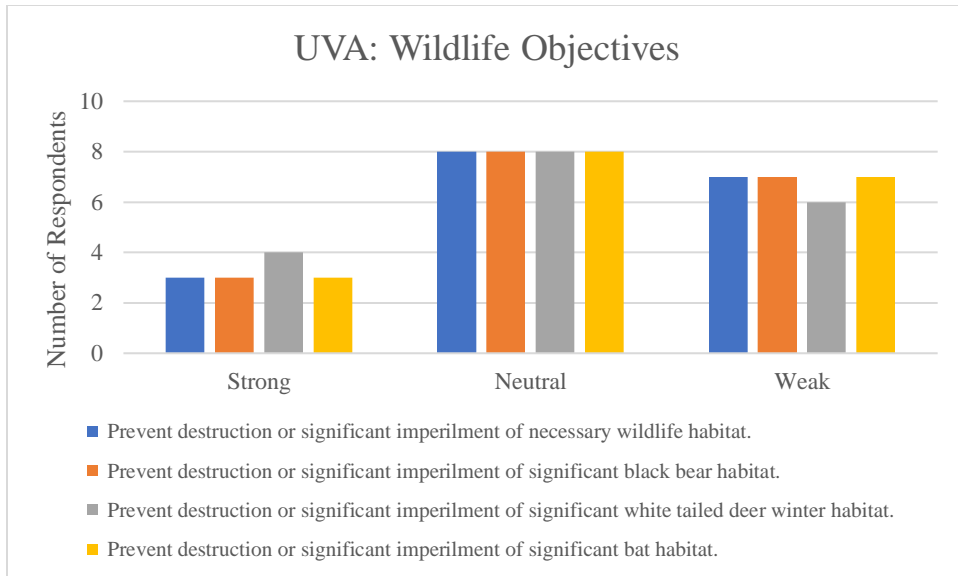 UVA: Wildlife Objectives
Number of Respondents
10
8
6
4
2
0
Strong Neutral Weak
Prevent destruction or significant imperilment of necessary wildlife habitat.
Prevent destruction or significant imperilment of significant black bear habitat.
Prevent destruction or significant imperilment of significant white tailed deer winter habitat.
Prevent destruction or significant imperilment of significant bat habitat.